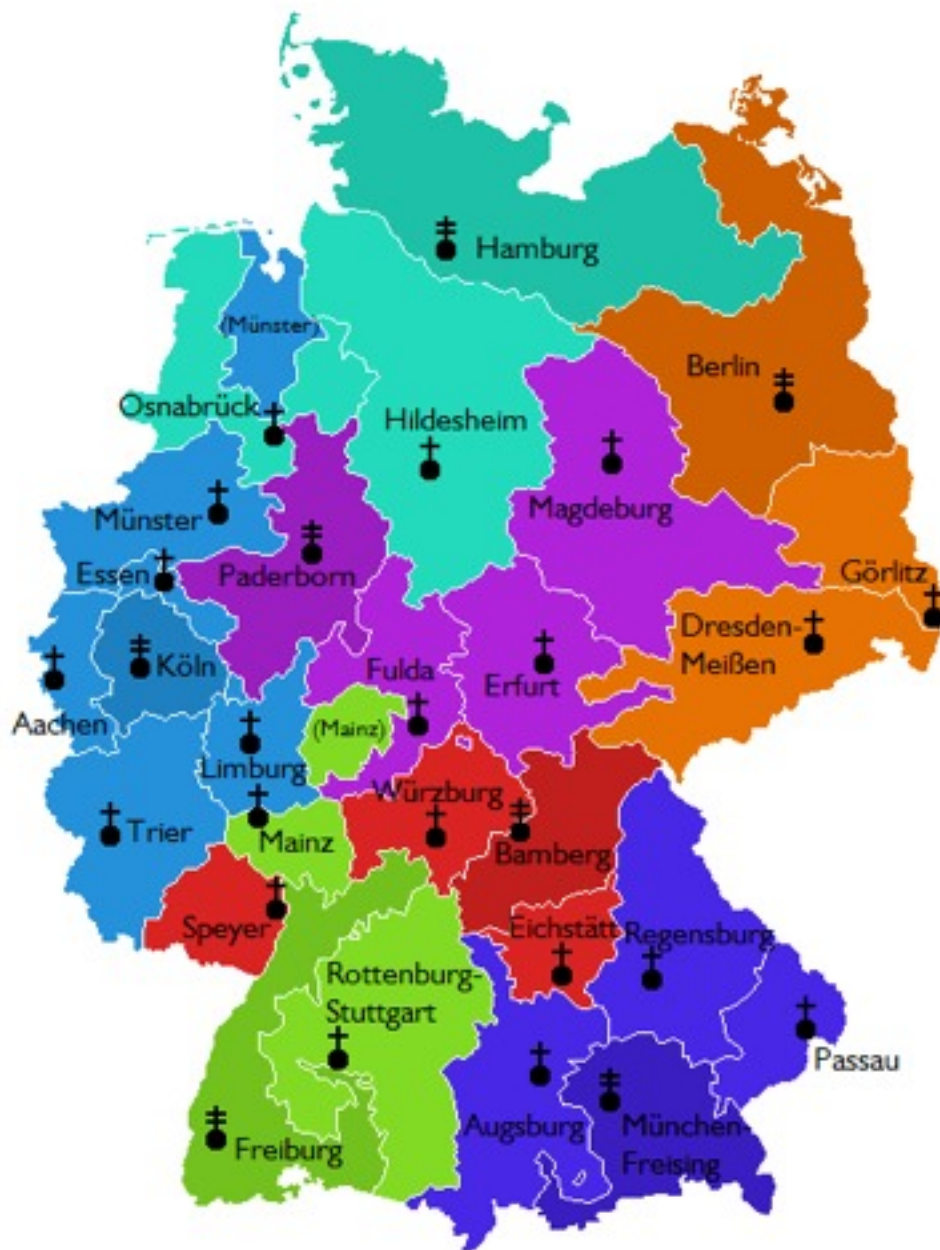 Hamburg
(Münster)
Berlin
Osnabrück
Hildesheim
Magdeburg
Münster
Essen
Paderborn
Görlitz
Dresden-
Meißen
Köln
Fulda
Erfurt
Aachen
(Mainz)
Limburg
Würzburg
Trier
Mainz
Bamberg
Speyer
Eichstätt
Regensburg
Rottenburg-
Stuttgart
Passau
Augsburg
München-
Freising
Freiburg